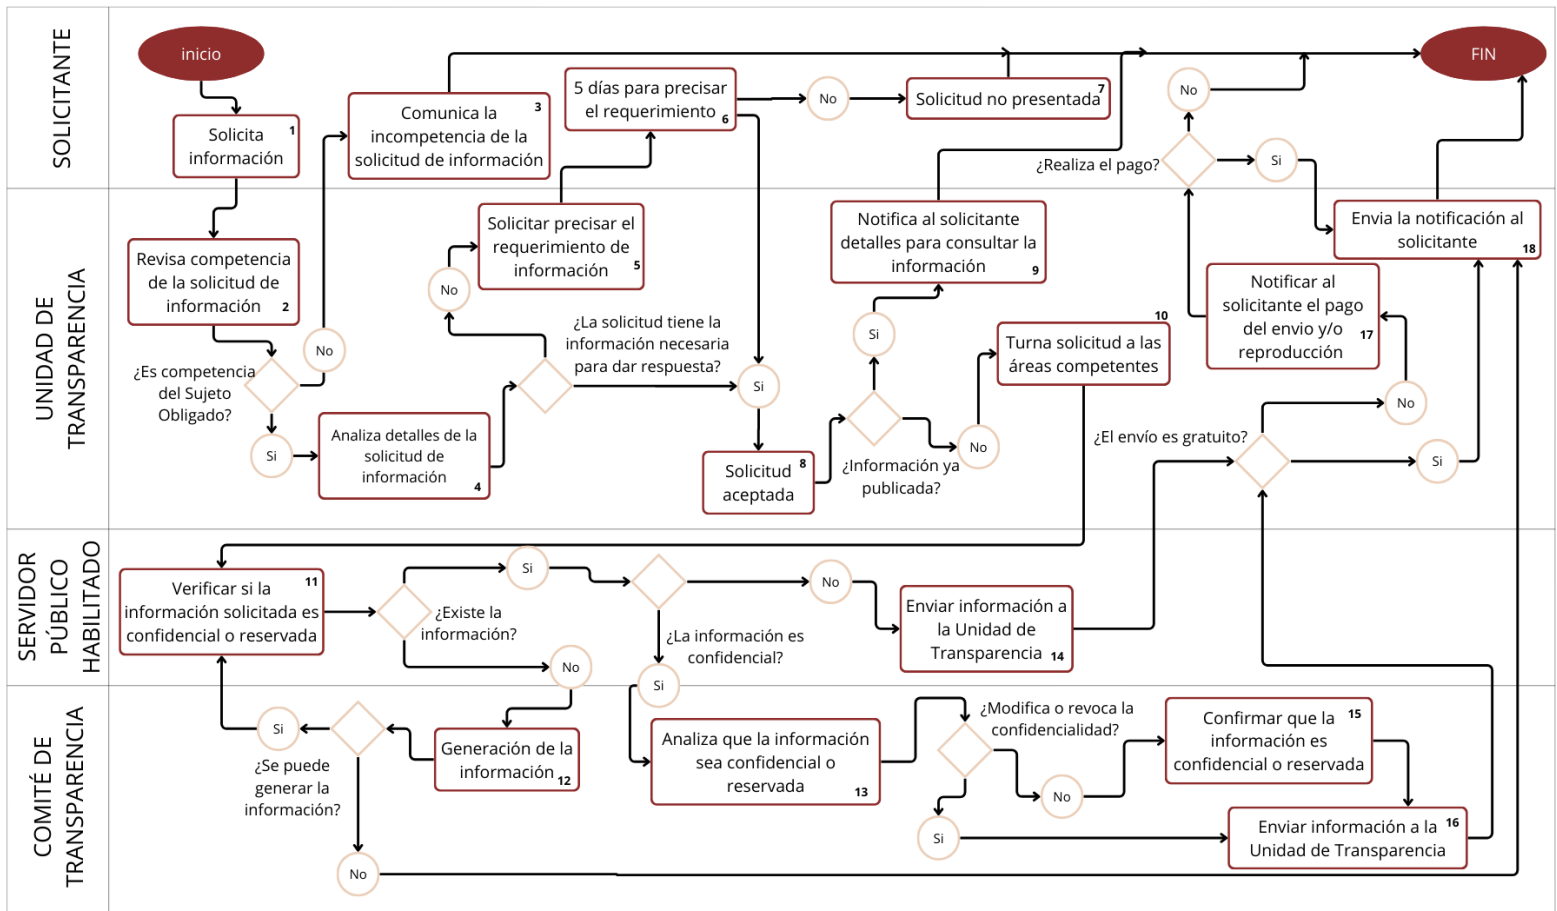 SOLICITANTE
inicio
Solicita
información
1
Comunica la
incompetencia de la
solicitud de información
3
5 días para precisar
el requerimiento
6
No
Solicitud no presentada
7
No
¿Realiza el pago?
Si
FIN
UNIDAD DE
TRANSPARENCIA
Revisa competencia
de la solicitud de
información
2
¿Es competencia
del Sujeto
Obligado?
No
Si
Analiza detalles de la
solicitud de
información
4
No
Solicitar precisar el
requerimiento de
información
5
¿La solicitud tiene la
información necesaria
para dar respuesta?
Si
Solicitud
aceptada
8
Notifica al solicitante
detalles para consultar la
información
9
Si
¿Información ya
publicada?
No
10
Turna solicitud a las
áreas competentes
Envia la notificación al
solicitante
18
Notificar al
solicitante el pago
del envio y/o
reproducción
17
No
¿El envío es gratuito?
Si
SERVIDOR
PÚBLICO
HABILITADO
Verificar si la
información solicitada es
confidencial o reservada
11
Si
¿Existe la
información?
No
¿La información es
confidencial?
No
Si
Enviar información a
la Unidad de
Transparencia
14
COMITÉ DE
TRANSPARENCIA
Si
¿Se puede
generar la
información?
No
Generación de la
información
12
Analiza que la información
sea confidencial o
reservada
13
¿Modifica o revoca la
confidencialidad?
No
Si
Confirmar que la
información es
confidencial o reservada
15
Enviar información a la
Unidad de Transparencia
16